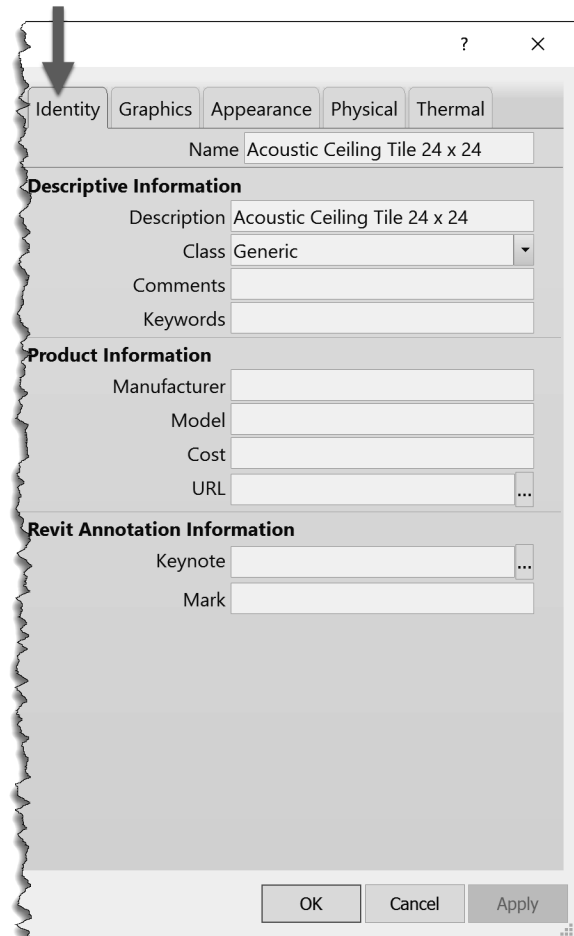 ?
Identity Graphics Appearance Physical Thermal
Name Acoustic Ceiling Tile 24 x 24
Descriptive Information
Description Acoustic Ceiling Tile 24 x 24
Class Generic
Comments
Keywords
Product Information
Manufacturer
Model
Cost
URL ...
Revit Annotation Information
Keynote ...
Mark
OK Cancel Apply